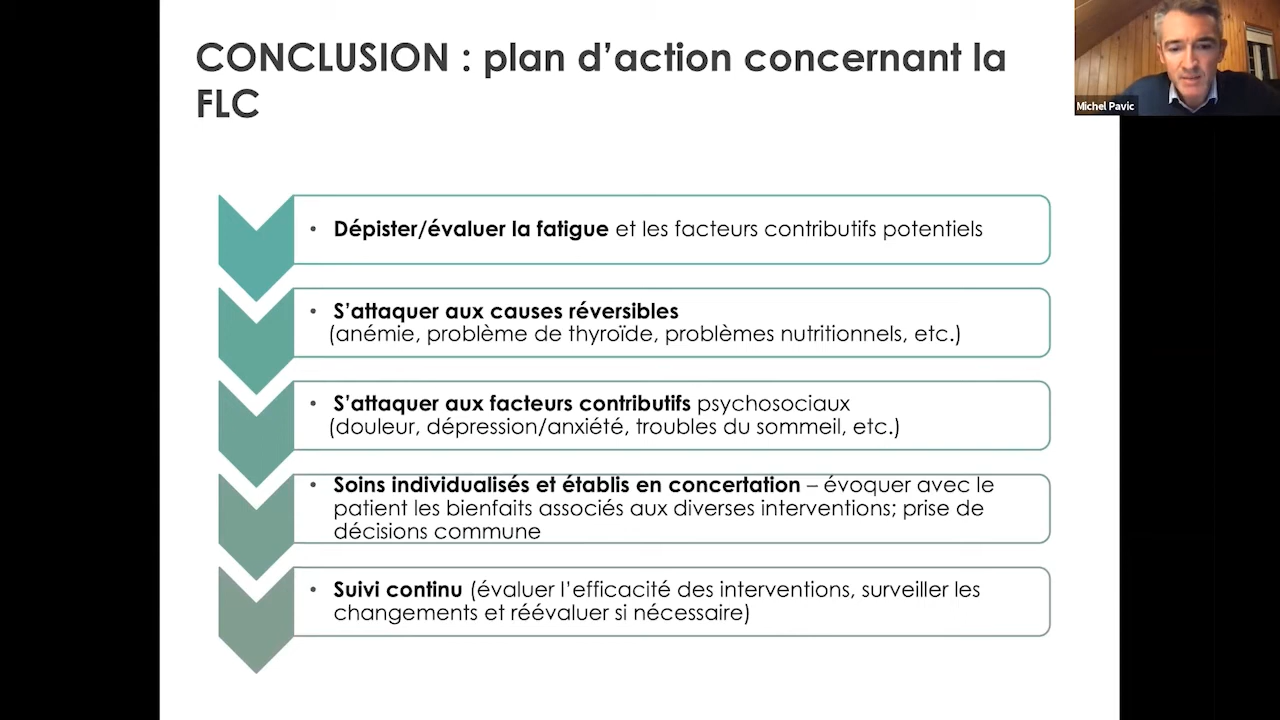 CONCLUSION : plan d’action concernant la
FLC
Michel Pavic
• Dépister/évaluer la fatigue et les facteurs contributifs potentiels
• S’attaquer aux causes réversibles
(anémie, problème de thyroïde, problèmes nutritionnels, etc.)
• S’attaquer aux facteurs contributifs psychosociaux
(douleur, dépression/anxiété, troubles du sommeil, etc.)
• Soins individualisés et établis en concertation – évoquer avec le
patient les bienfaits associés aux diverses interventions; prise de
décisions commune
• Suivi continu (évaluer l’efficacité des interventions, surveiller les
changements et réévaluer si nécessaire)